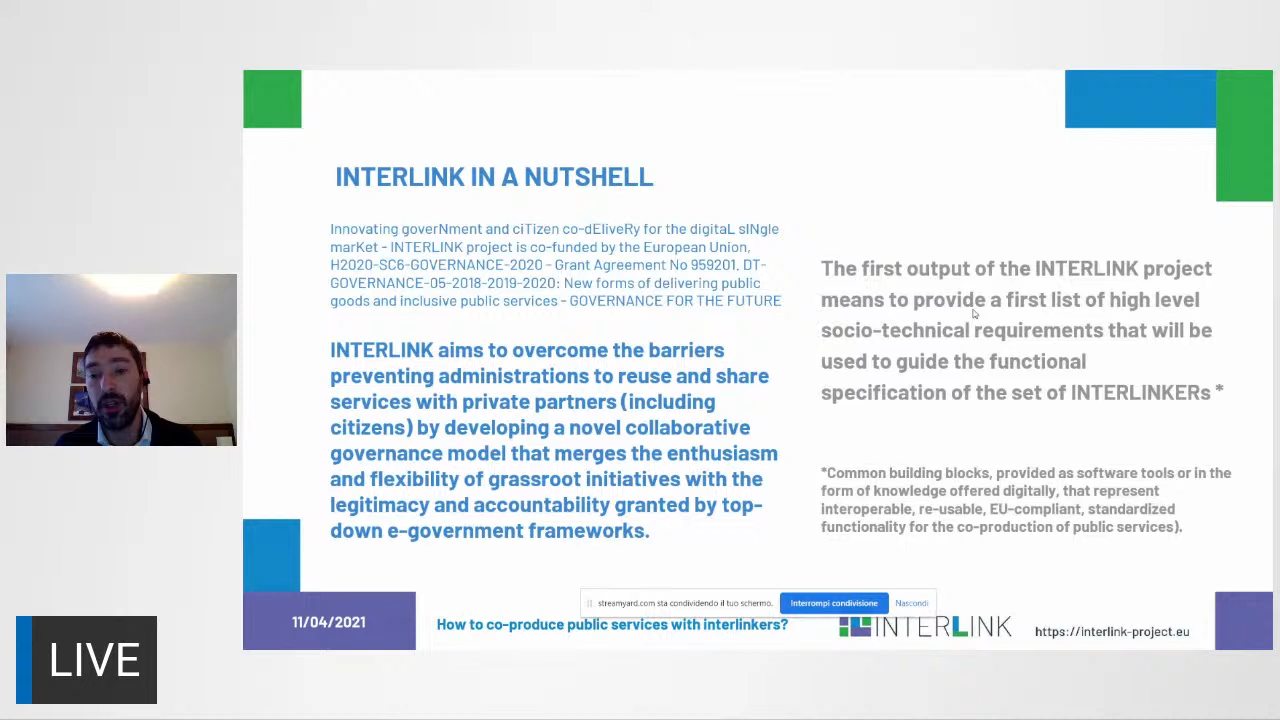 INTERLINK IN A NUTSHELL
Innovating goverNment and ciTizen co-dEliveRy for the digitaL sINgle
marKet - INTERLINK project is co-funded by the European Union,
H2020-SC6-GOVERNANCE-2020 - Grant Agreement No 959201. DT-
GOVERNANCE-05-2018-2019-2020: New forms of delivering public
goods and inclusive public services - GOVERNANCE FOR THE FUTURE
INTERLINK aims to overcome the barriers
preventing administrations to reuse and share
services with private partners (including
citizens) by developing a novel collaborative
governance model that merges the enthusiasm
and flexibility of grassroot initiatives with the
legitimacy and accountability granted by top-
down e-government frameworks.
The first output of the INTERLINK project
means to provide a first list of high level
socio-technical requirements that will be
used to guide the functional
specification of the set of INTERLINKERs *
*Common building blocks, provided as software tools or in the
form of knowledge offered digitally, that represent
interoperable, re-usable, EU-compliant, standardized
functionality for the co-production of public services).
streamyard.com sta condividendo il tuo schermo. Interrompi condivisione Nascondi
11/04/2021
How to co-produce public services with interlinkers?
INTERLINK
https://interlink-project.eu
LIVE